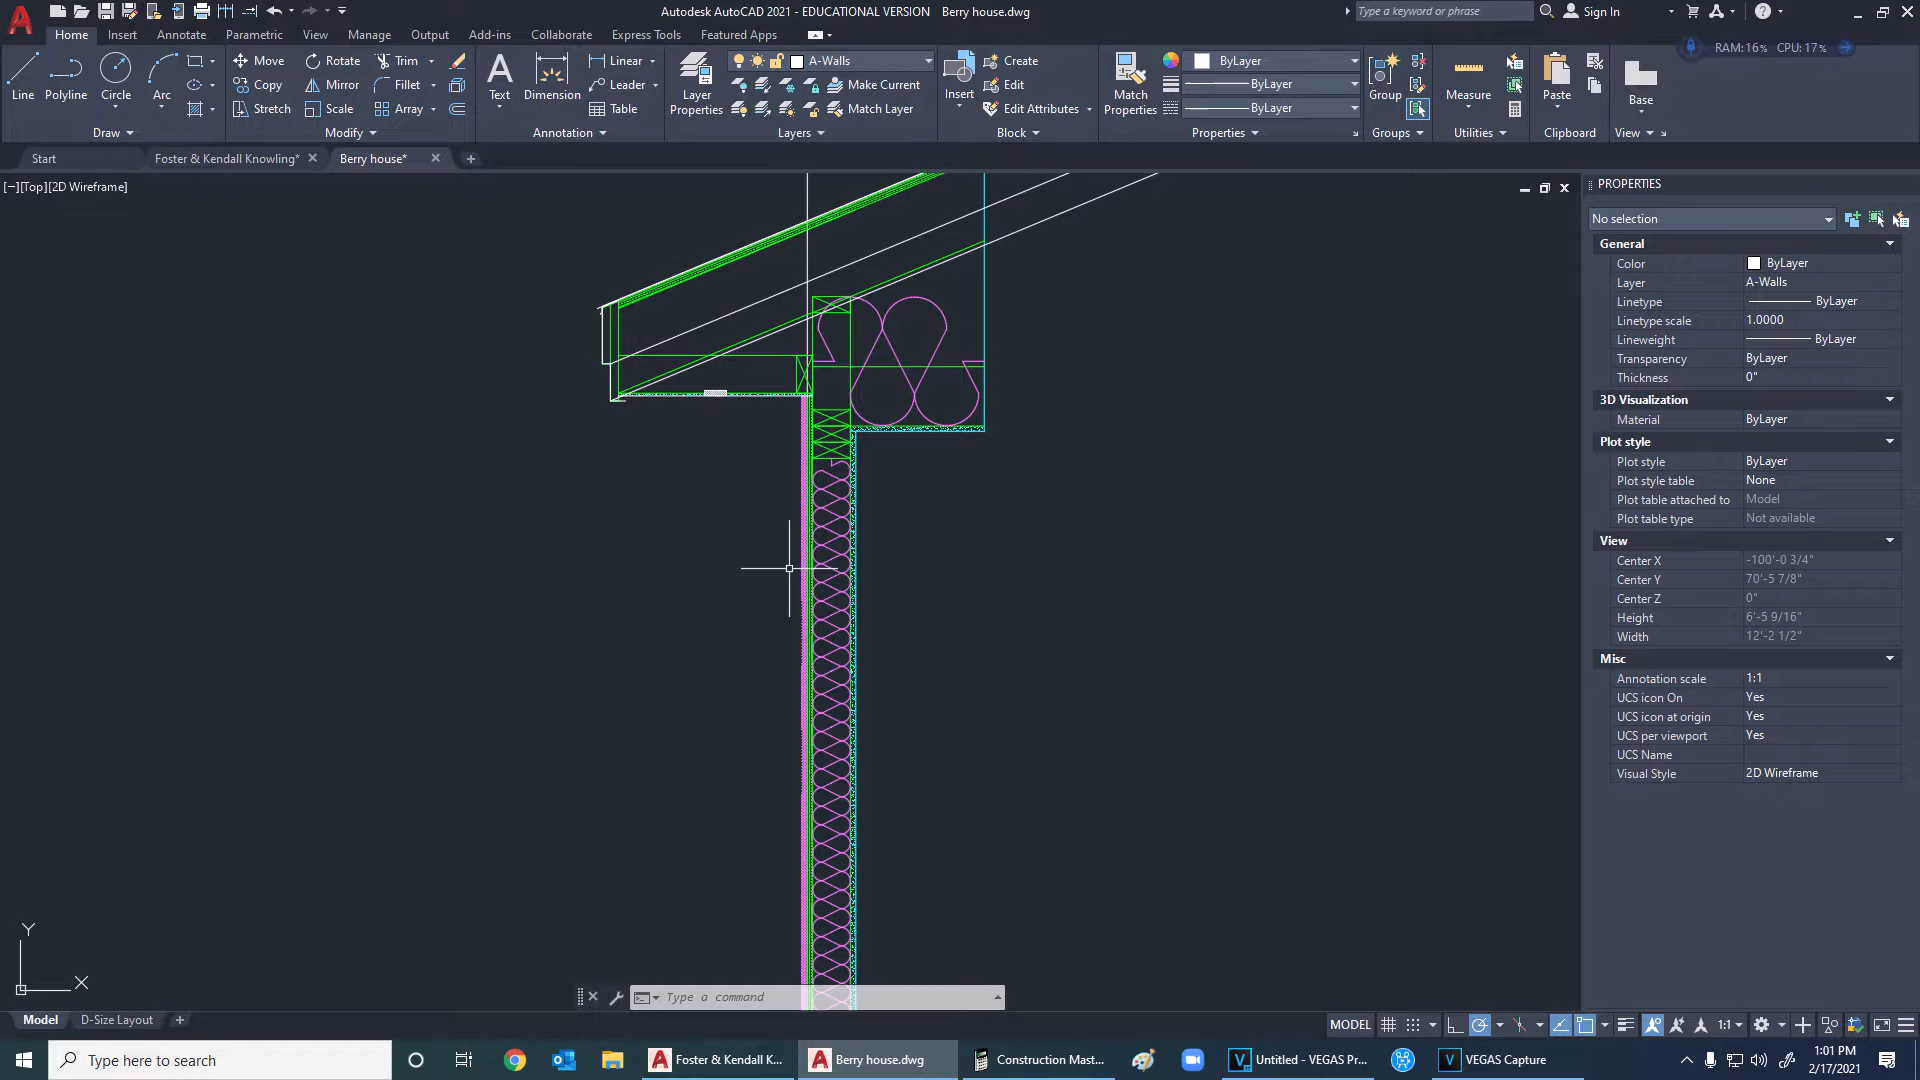 Autodesk AutoCAD 2021 - EDUCATIONAL VERSION Berry house.dwg
Type a keyword or phrase
Sign In
Home Insert Annotate Parametric View Manage Output Add-ins Collaborate Express Tools Featured Apps
RAM:16% CPU:17%
Line Polyline Circle Arc
Draw
Move Rotate Trim
Copy Mirror Fillet
Stretch Scale Array
Modify
Text Dimension
Linear
Leader
Table
Annotation
Layer Properties
A-Walls
Make Current
Match Layer
Layers
Insert
Create
Edit
Edit Attributes
Block
Match Properties
ByLayer
ByLayer
ByLayer
Properties
Group
Groups
Measure
Utilities
Paste
Clipboard
Base
View
Start Foster & Kendall Knowling* Berry house*
[−][Top][2D Wireframe]
PROPERTIES
No selection
General
Color ByLayer
Layer A-Walls
Linetype ByLayer
Linetype scale 1.0000
Lineweight ByLayer
Transparency ByLayer
Thickness 0"
3D Visualization
Material ByLayer
Plot style
Plot style ByLayer
Plot style table None
Plot table attached to Model
Plot table type Not available
View
Center X -100'-0 3/4"
Center Y 70'-5 7/8"
Center Z 0"
Height 6'-5 9/16"
Width 12'-2 1/2"
Misc
Annotation scale 1:1
UCS icon On Yes
UCS icon at origin Yes
UCS per viewport Yes
UCS Name
Visual Style 2D Wireframe
Y
X
Type a command
Model D-Size Layout
MODEL 1:1
Type here to search
Foster & Kendall K...
Berry house.dwg
Construction Mast...
Untitled - VEGAS Pr...
VEGAS Capture
1:01 PM
2/17/2021